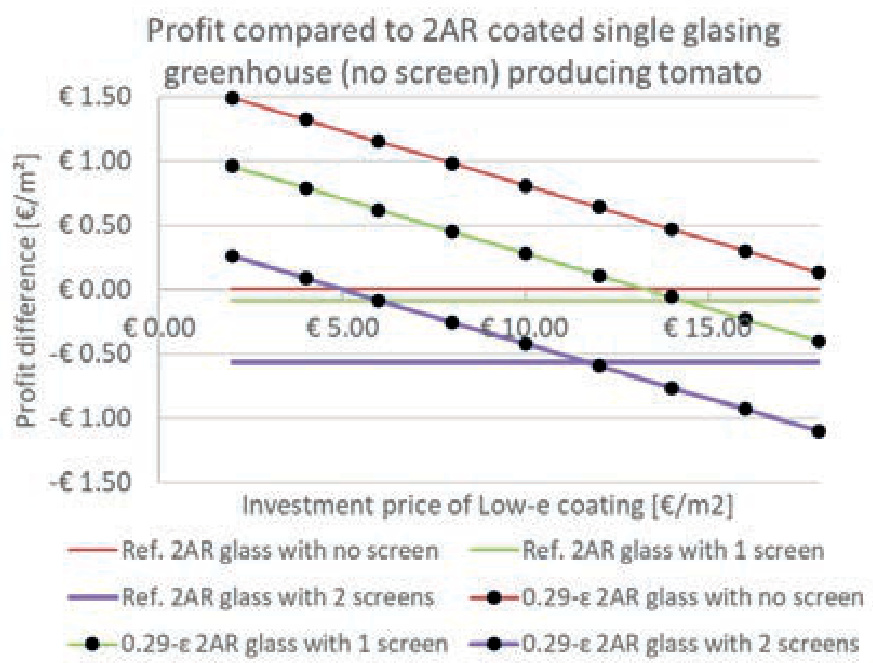 Profit compared to 2AR coated single glasing
greenhouse (no screen) producing tomato
€ 1.50
€ 1.00
€ 0.50
€ 0.00
-€ 0.50
-€ 1.00
-€ 1.50
Profit difference [€/m²]
€ 0.00 € 5.00 € 10.00 € 15.00
Investment price of Low-e coating [€/m2]
Ref. 2AR glass with no screen Ref. 2AR glass with 1 screen
Ref. 2AR glass with 2 screens 0.29-ε 2AR glass with no screen
0.29-ε 2AR glass with 1 screen 0.29-ε 2AR glass with 2 screens